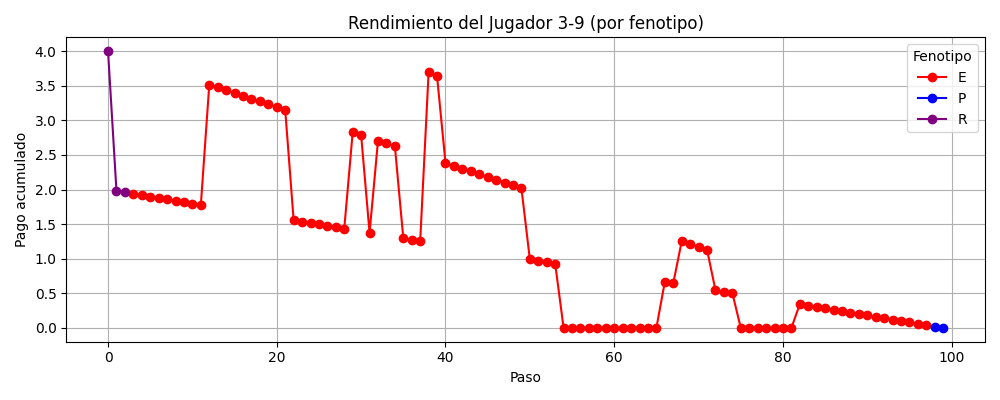 Rendimiento del Jugador 3-9 (por fenotipo)
Pago acumulado
4.0
3.5
3.0
2.5
2.0
1.5
1.0
0.5
0.0
Fenotipo
E
P
R
0 20 40 60 80 100
Paso